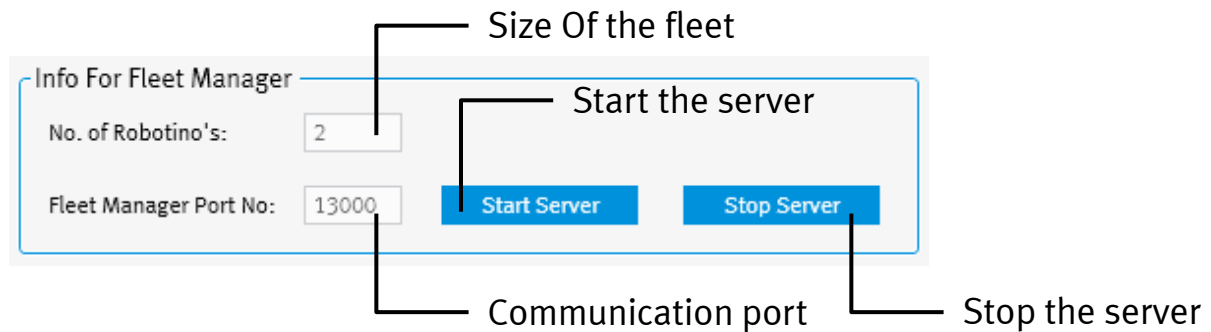 Size Of the fleet
Info For Fleet Manager
Start the server
No. of Robotino's: 2
Fleet Manager Port No: 13000 Start Server Stop Server
Communication port Stop the server